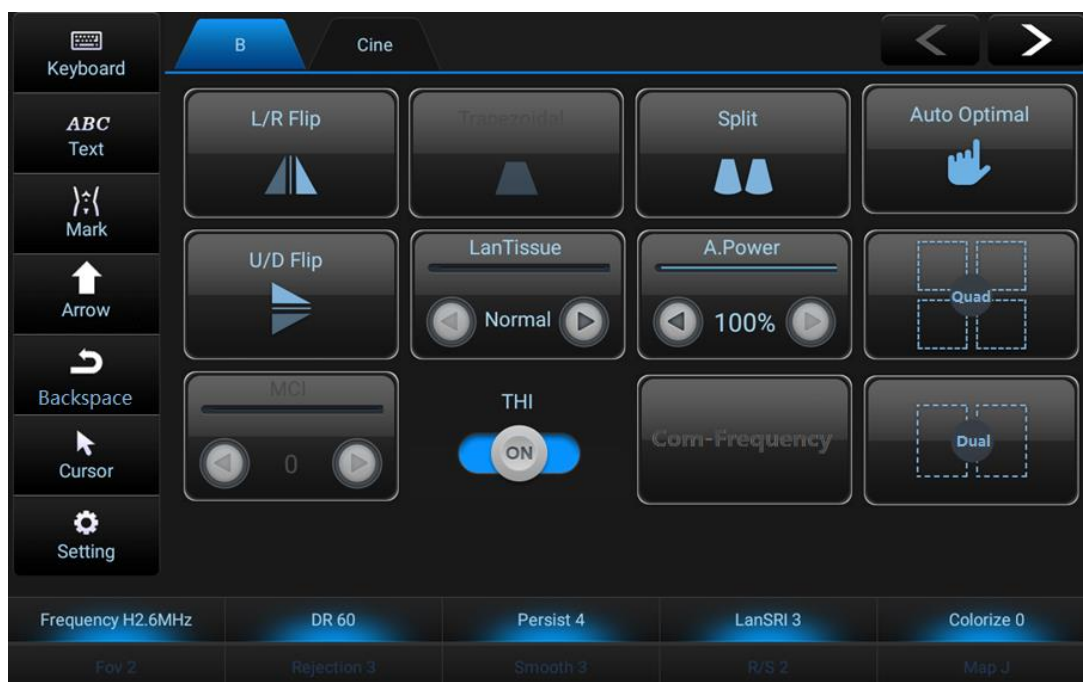 Keyboard
ABC
Text
Mark
Arrow
Backspace
Cursor
Setting
B
Cine
L/R Flip
Trapezoidal
Split
Auto Optimal
U/D Flip
LanTissue
Normal
A.Power
100%
Quad
MCI
0
THI
ON
Com-Frequency
Dual
Frequency H2.6MHz
DR 60
Persist 4
LanSRI 3
Colorize 0
Fov 2
Rejection 3
Smooth 3
R/S 2
Map J